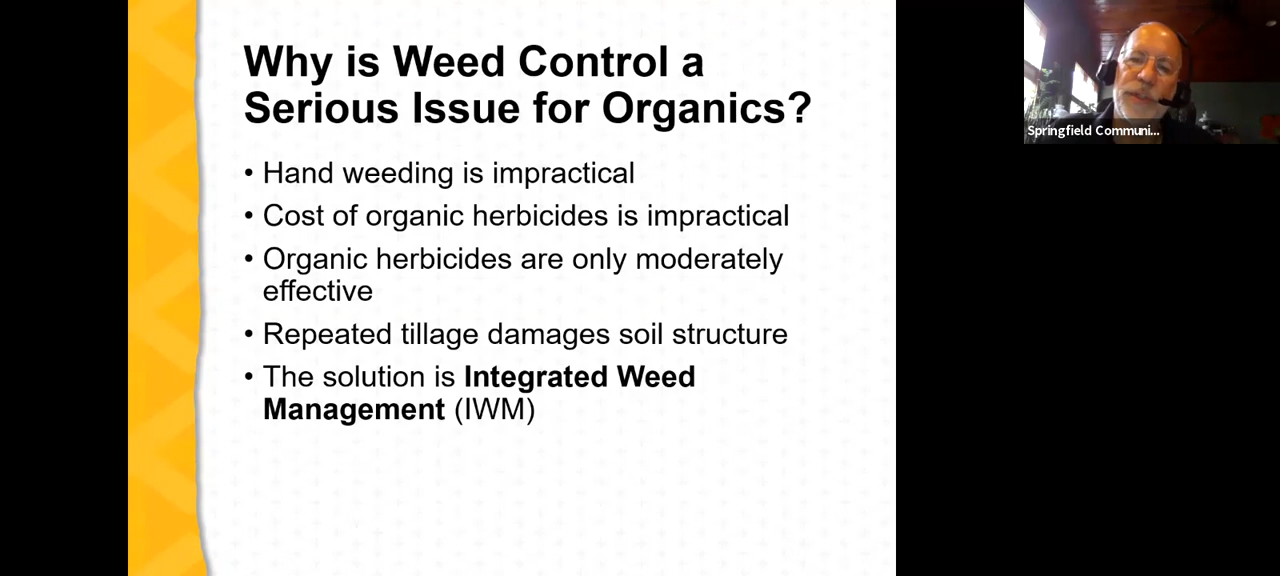 Why is Weed Control a
Serious Issue for Organics?
• Hand weeding is impractical
• Cost of organic herbicides is impractical
• Organic herbicides are only moderately
effective
• Repeated tillage damages soil structure
• The solution is Integrated Weed
Management (IWM)
Springfield Communi...